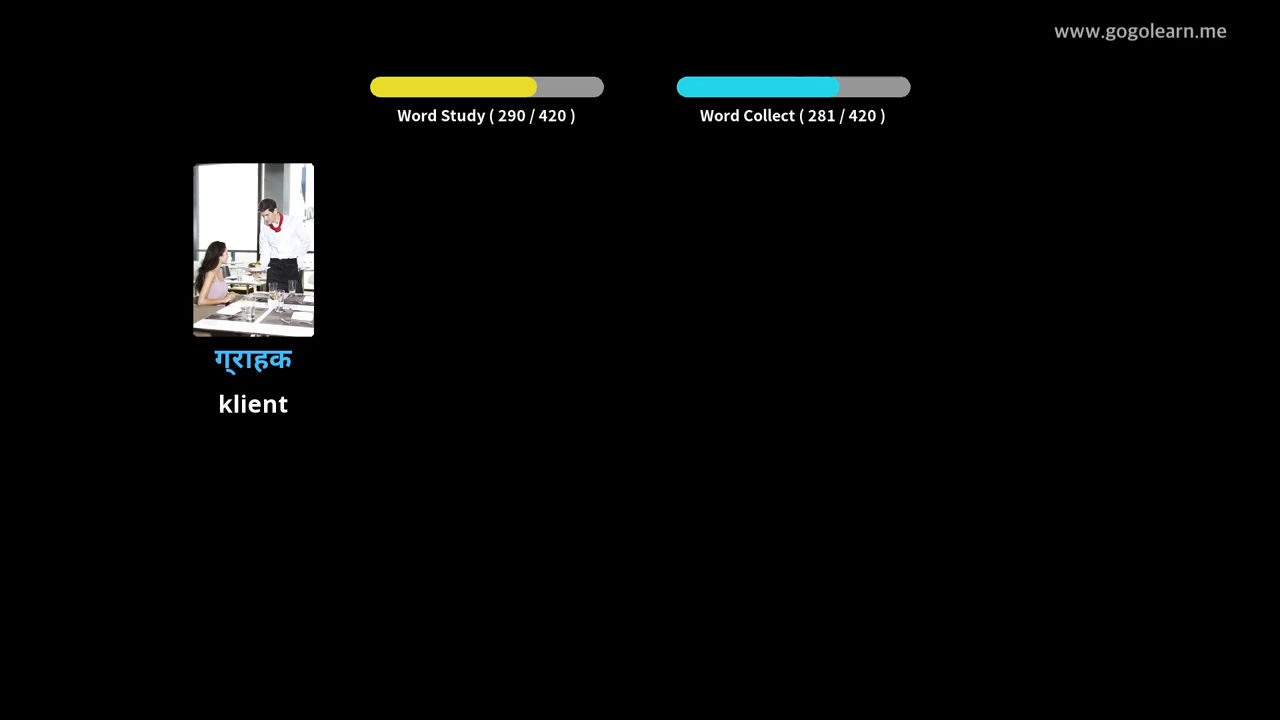 www.gogolearn.me
Word Study ( 290 / 420 )
Word Collect ( 281 / 420 )
ग्राहक
klient